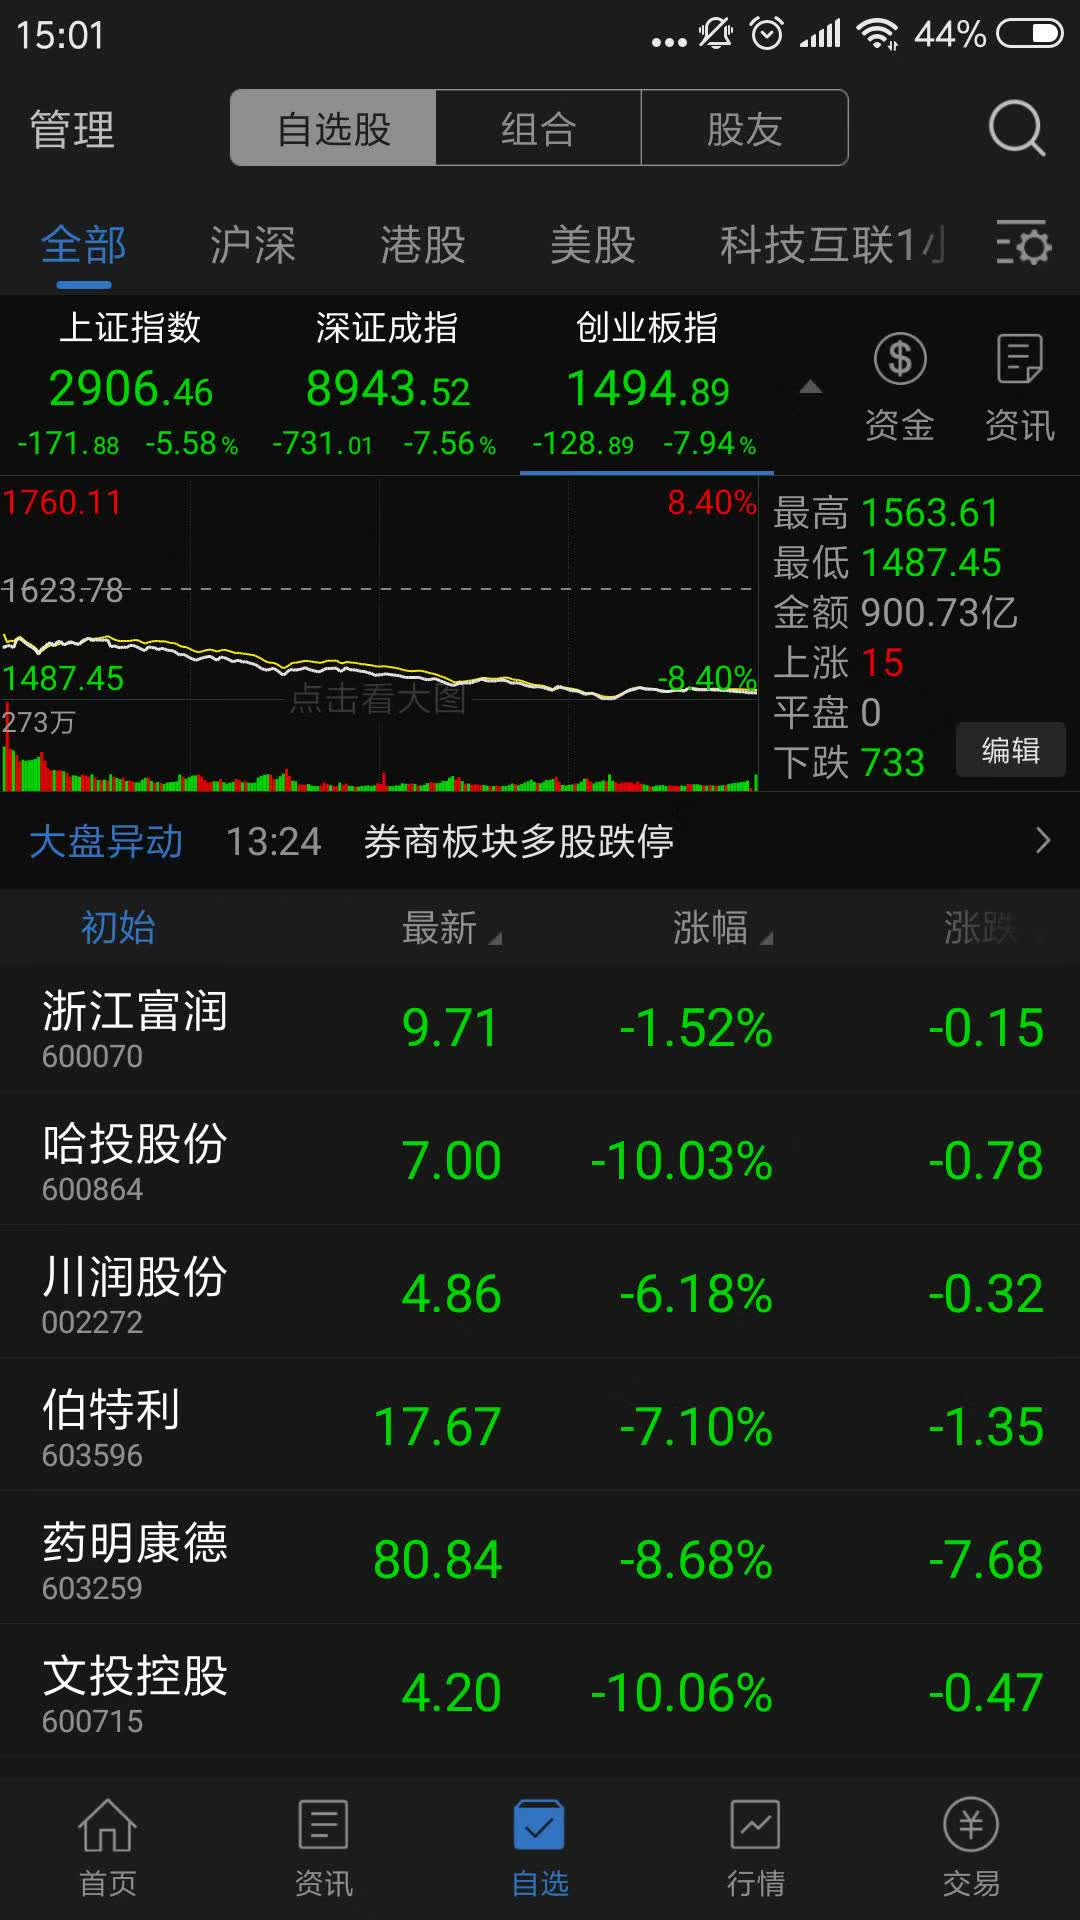 15:01 44%
管理 自选股 组合 股友
全部 沪深 港股 美股 科技互联1
上证指数 深证成指 创业板指
2906.46 8943.52 1494.89
-171.88 -5.58% -731.01 -7.56% -128.89 -7.94%
资金 资讯
1760.11 8.40%
1623.78
1487.45 -8.40%
点击看大图
273万
最高 1563.61
最低 1487.45
金额 900.73亿
上涨 15
平盘 0
下跌 733
编辑
大盘异动 13:24 券商板块多股跌停
初始 最新 涨幅 涨跌
浙江富润 9.71 -1.52% -0.15
600070
哈投股份 7.00 -10.03% -0.78
600864
川润股份 4.86 -6.18% -0.32
002272
伯特利 17.67 -7.10% -1.35
603596
药明康德 80.84 -8.68% -7.68
603259
文投控股 4.20 -10.06% -0.47
600715
首页 资讯 自选 行情 交易